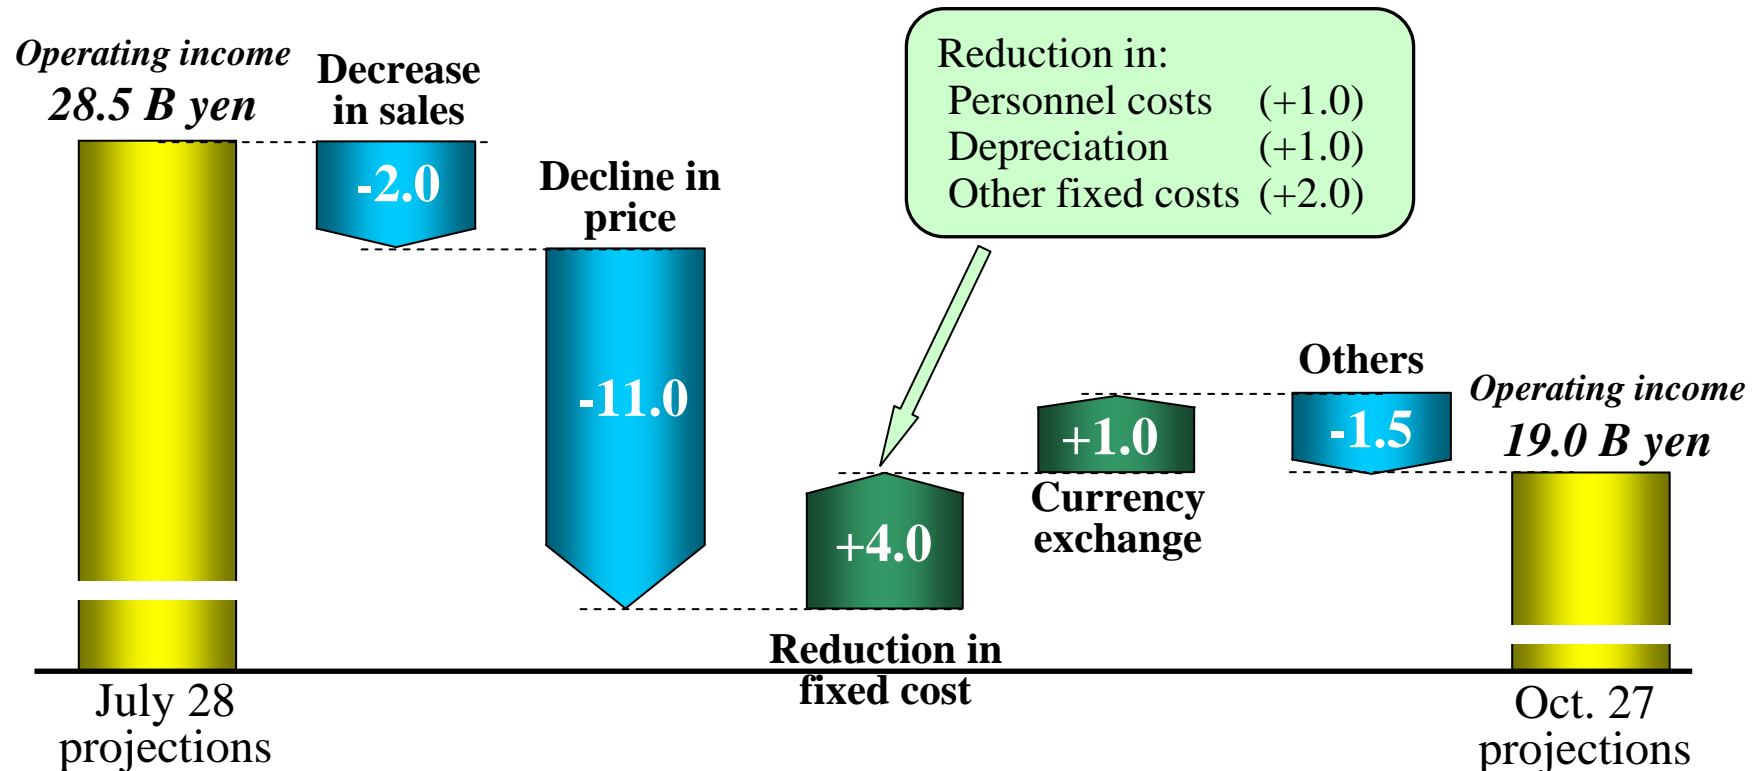 Operating income
28.5 B yen
Decrease
in sales
-2.0
Decline in
price
-11.0
Reduction in:
Personnel costs (+1.0)
Depreciation (+1.0)
Other fixed costs (+2.0)
+4.0
Reduction in
fixed cost
+1.0
Currency
exchange
Others
-1.5
Operating income
19.0 B yen
July 28
projections
Oct. 27
projections